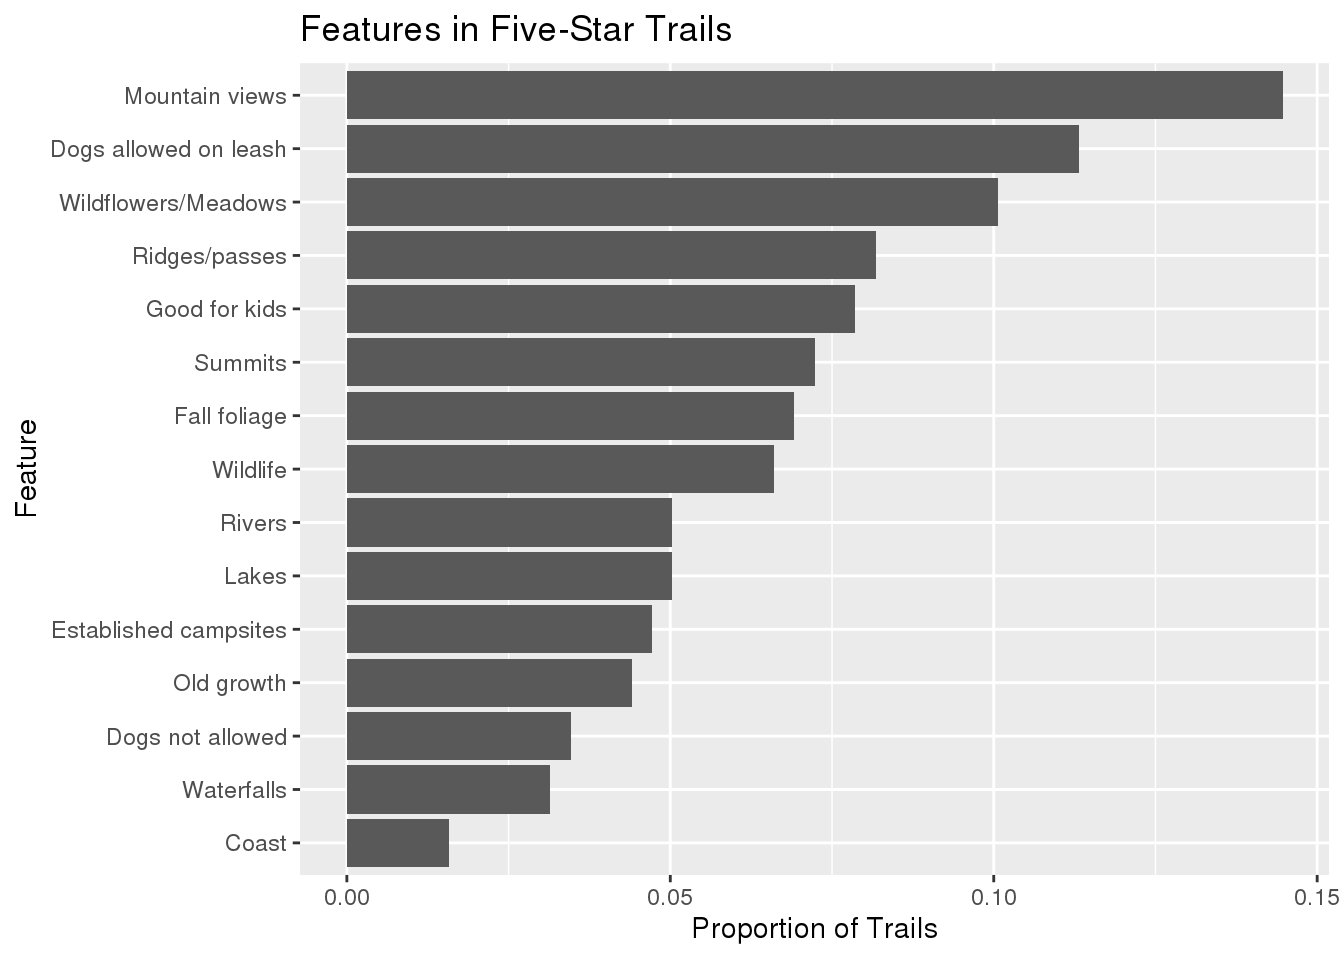 Features in Five-Star Trails
Mountain views
Dogs allowed on leash
Wildflowers/Meadows
Ridges/passes
Good for kids
Summits
Fall foliage
Wildlife
Rivers
Lakes
Established campsites
Old growth
Dogs not allowed
Waterfalls
Coast
Feature
0.00 0.05 0.10 0.15
Proportion of Trails